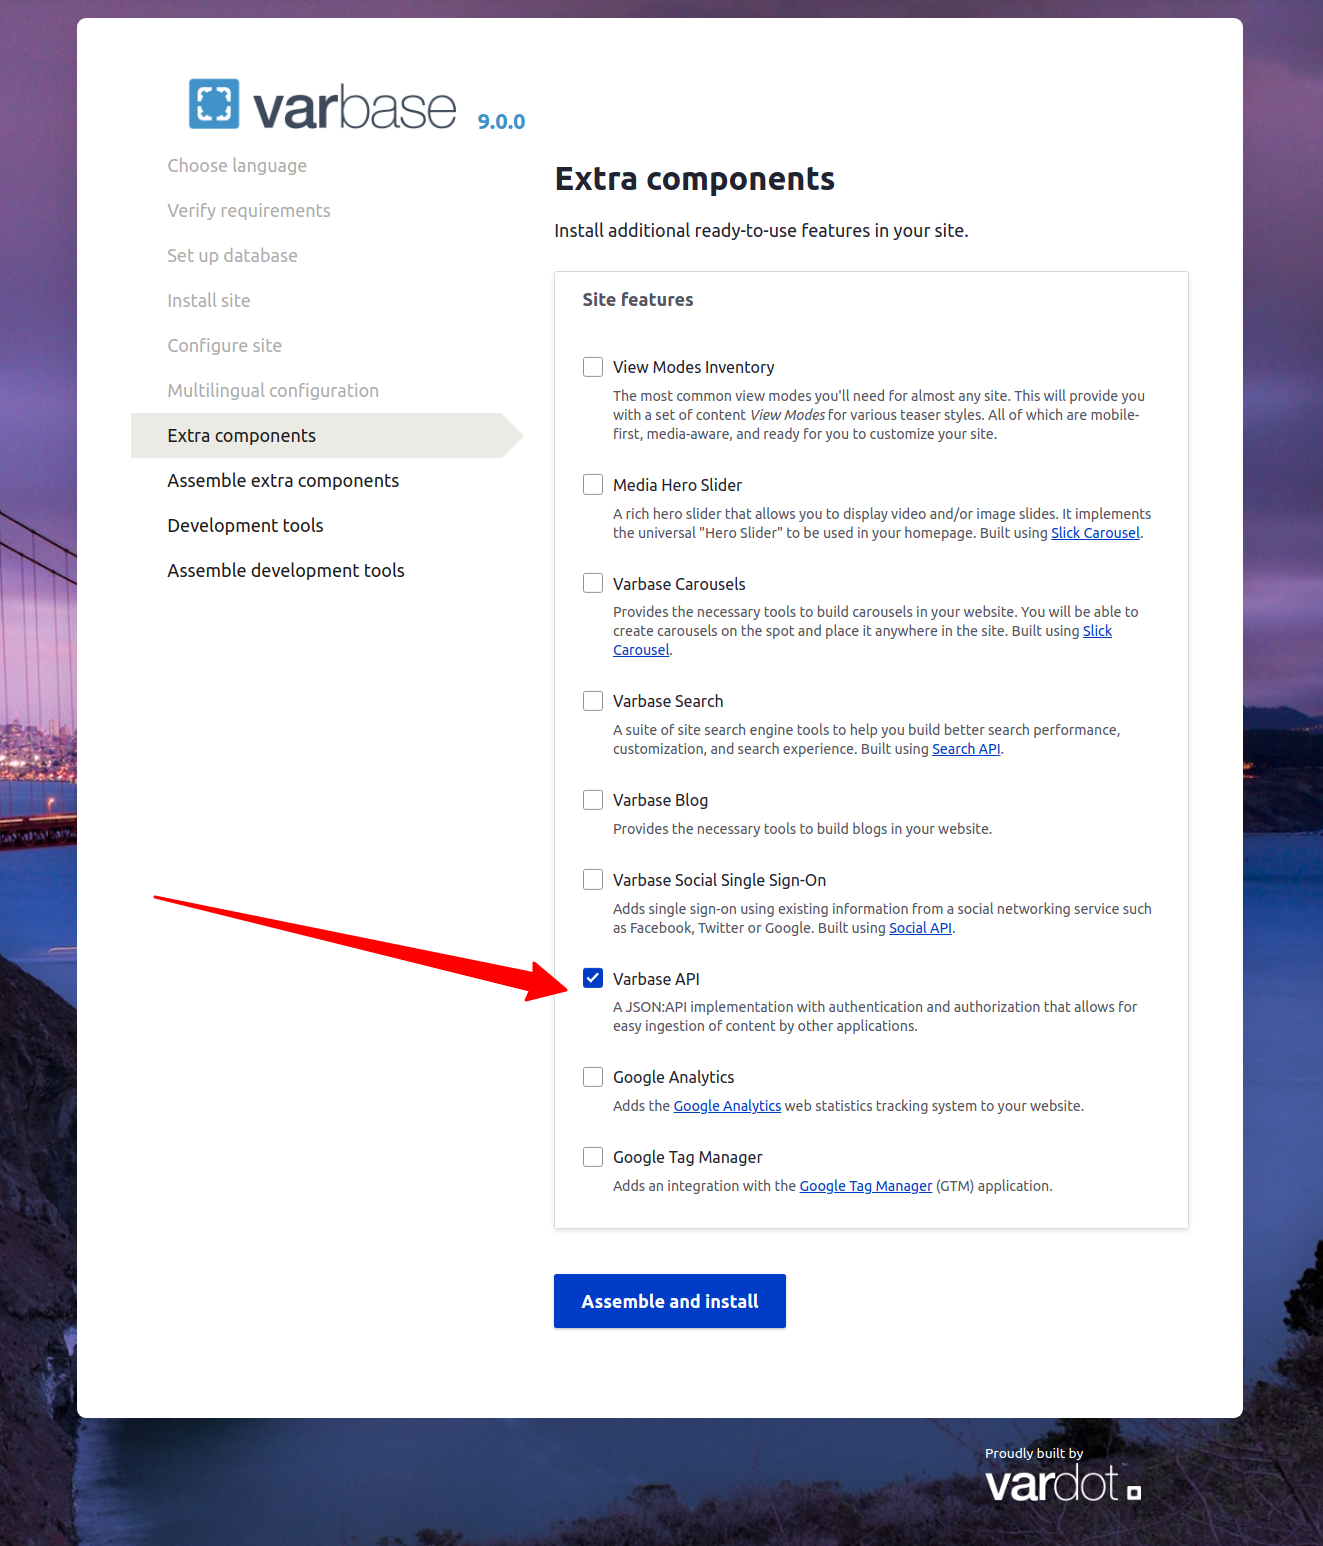 varbase 9.0.0
Choose language
Verify requirements
Set up database
Install site
Configure site
Multilingual configuration
Extra components
Assemble extra components
Development tools
Assemble development tools
Extra components
Install additional ready-to-use features in your site.
Site features
View Modes Inventory
The most common view modes you'll need for almost any site. This will provide you
with a set of content View Modes for various teaser styles. All of which are mobile-
first, media-aware, and ready for you to customize your site.
Media Hero Slider
A rich hero slider that allows you to display video and/or image slides. It implements
the universal "Hero Slider" to be used in your homepage. Built using Slick Carousel.
Varbase Carousels
Provides the necessary tools to build carousels in your website. You will be able to
create carousels on the spot and place it anywhere in the site. Built using Slick
Carousel.
Varbase Search
A suite of site search engine tools to help you build better search performance,
customization, and search experience. Built using Search API.
Varbase Blog
Provides the necessary tools to build blogs in your website.
Varbase Social Single Sign-On
Adds single sign-on using existing information from a social networking service such
as Facebook, Twitter or Google. Built using Social API.
Varbase API
A JSON:API implementation with authentication and authorization that allows for
easy ingestion of content by other applications.
Google Analytics
Adds the Google Analytics web statistics tracking system to your website.
Google Tag Manager
Adds an integration with the Google Tag Manager (GTM) application.
Assemble and install
Proudly built by
vardot™